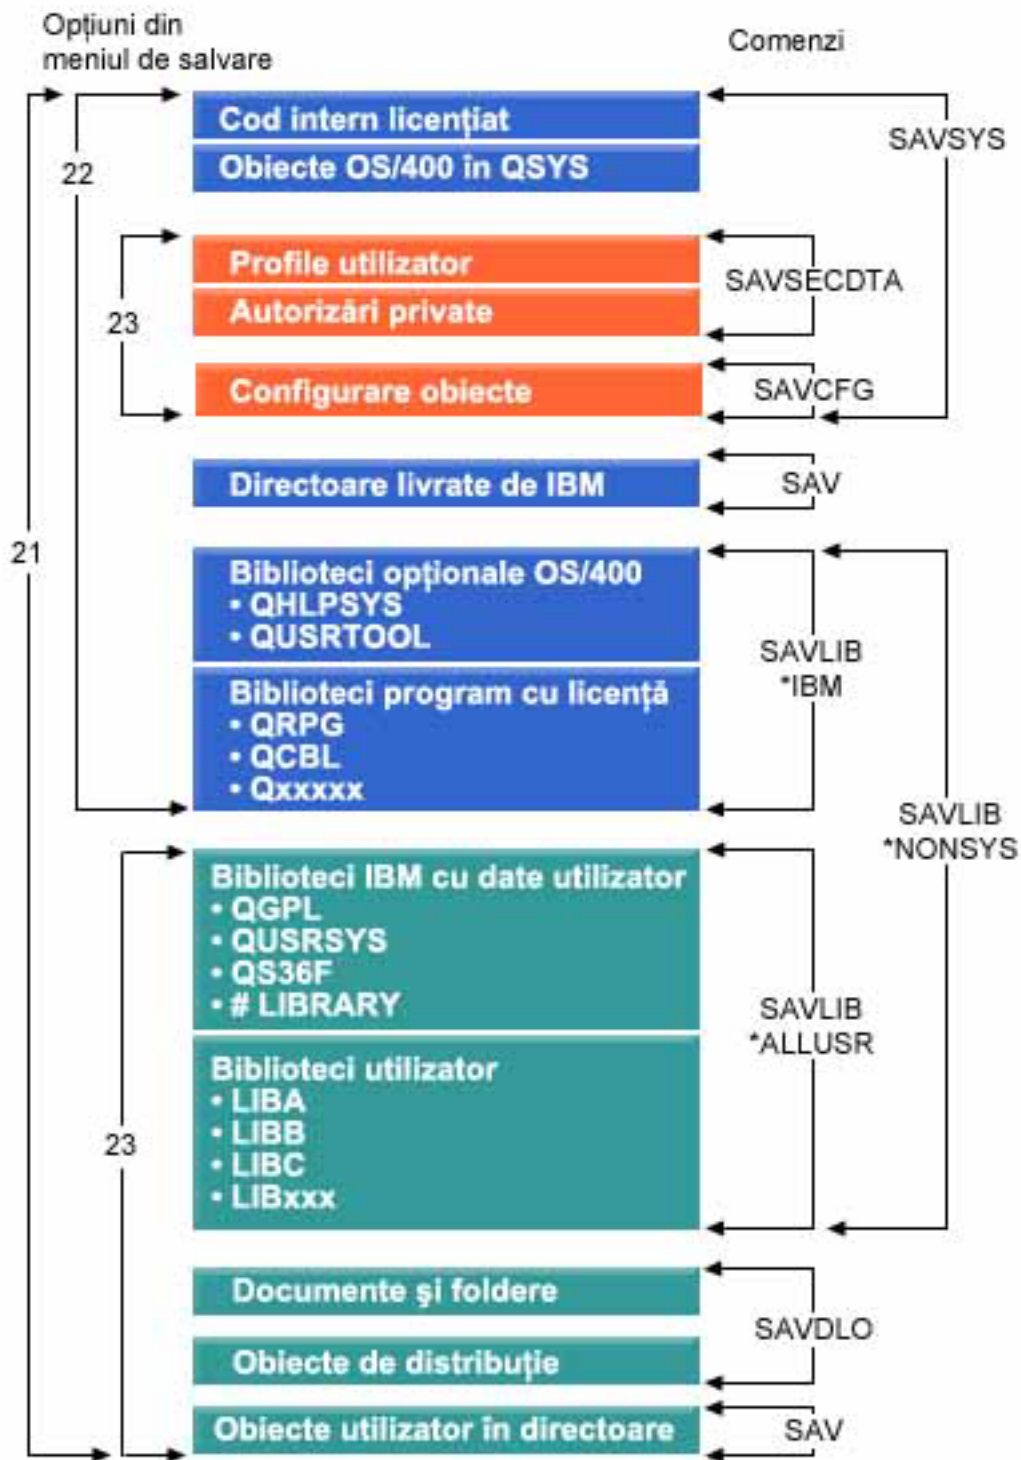 Opțiuni din
meniul de salvare
Comenzi
Cod intern licențiat
Obiecte OS/400 în QSYS
SAVSYS
22
Profile utilizator
Autorizări private
SAVSECDTA
23
Configurare obiecte
SAVCFG
Directoare livrate de IBM
SAV
21
Biblioteci opționale OS/400
• QHLPSYS
• QUSRTOOL
Biblioteci program cu licență
• QRPG
• QCBL
• Qxxxxx
SAVLIB
*IBM
SAVLIB
*NONSYS
Biblioteci IBM cu date utilizator
• QGPL
• QUSRSYS
• QS36F
• # LIBRARY
SAVLIB
*ALLUSR
Biblioteci utilizator
• LIBA
• LIBB
• LIBC
• LIBxxx
23
Documente şi foldere
SAVDLO
Obiecte de distribuție
Obiecte utilizator în directoare
SAV